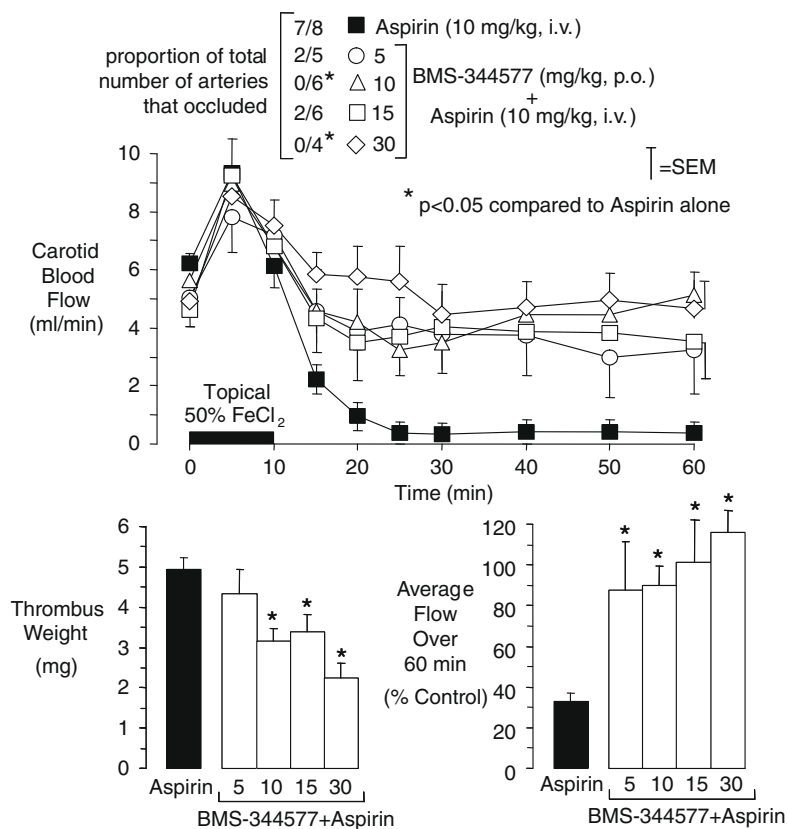 7/8 Aspirin (10 mg/kg, i.v.)
proportion of total
number of arteries
that occluded
2/5 5
0/6* 10
2/6 15
0/4* 30
BMS-344577 (mg/kg, p.o.)
+
Aspirin (10 mg/kg, i.v.)
=SEM
* p<0.05 compared to Aspirin alone
Carotid
Blood
Flow
(ml/min)
10
8
6
4
2
0
Topical
50% FeCl2
0 10 20 30 40 50 60
Time (min)
Thrombus
Weight
(mg)
6
5
4
3
2
1
0
* * *
Aspirin 5 10 15 30
BMS-344577+Aspirin
Average
Flow
Over
60 min
(% Control)
120
100
80
60
40
20
0
* * * *
Aspirin 5 10 15 30
BMS-344577+Aspirin